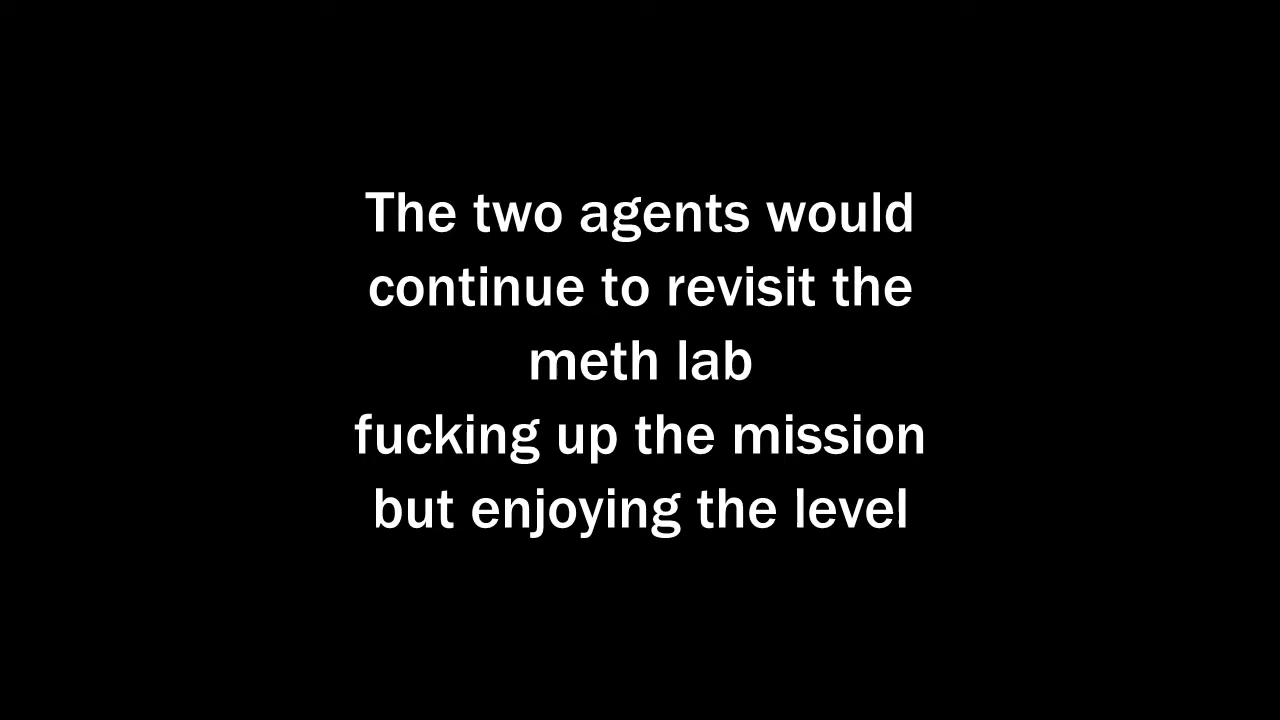 The two agents would
continue to revisit the
meth lab
fucking up the mission
but enjoying the level